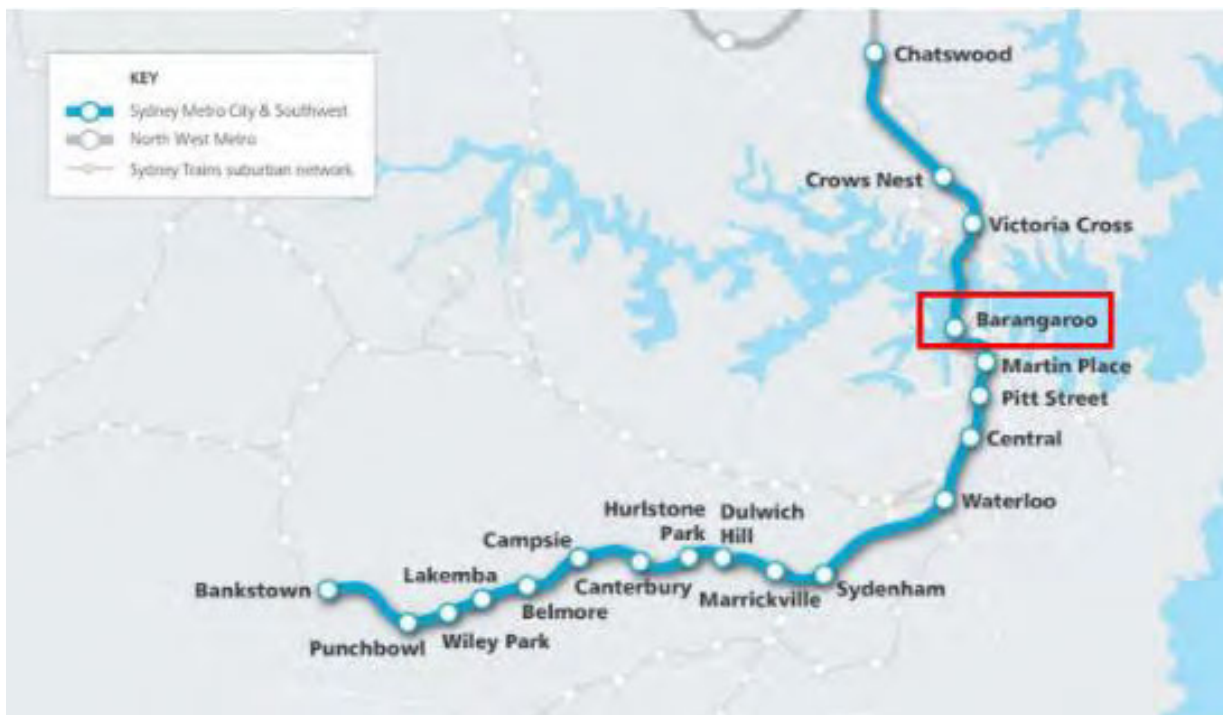 KEY
Sydney Metro City & Southwest
North West Metro
Sydney Trains suburban network
Chatswood
Crows Nest
Victoria Cross
Barangaroo
Martin Place
Pitt Street
Central
Waterloo
Hurlstone
Park
Dulwich
Hill
Campsie
Lakemba
Bankstown
Canterbury
Belmore
Marrickville
Sydenham
Wiley Park
Punchbowl